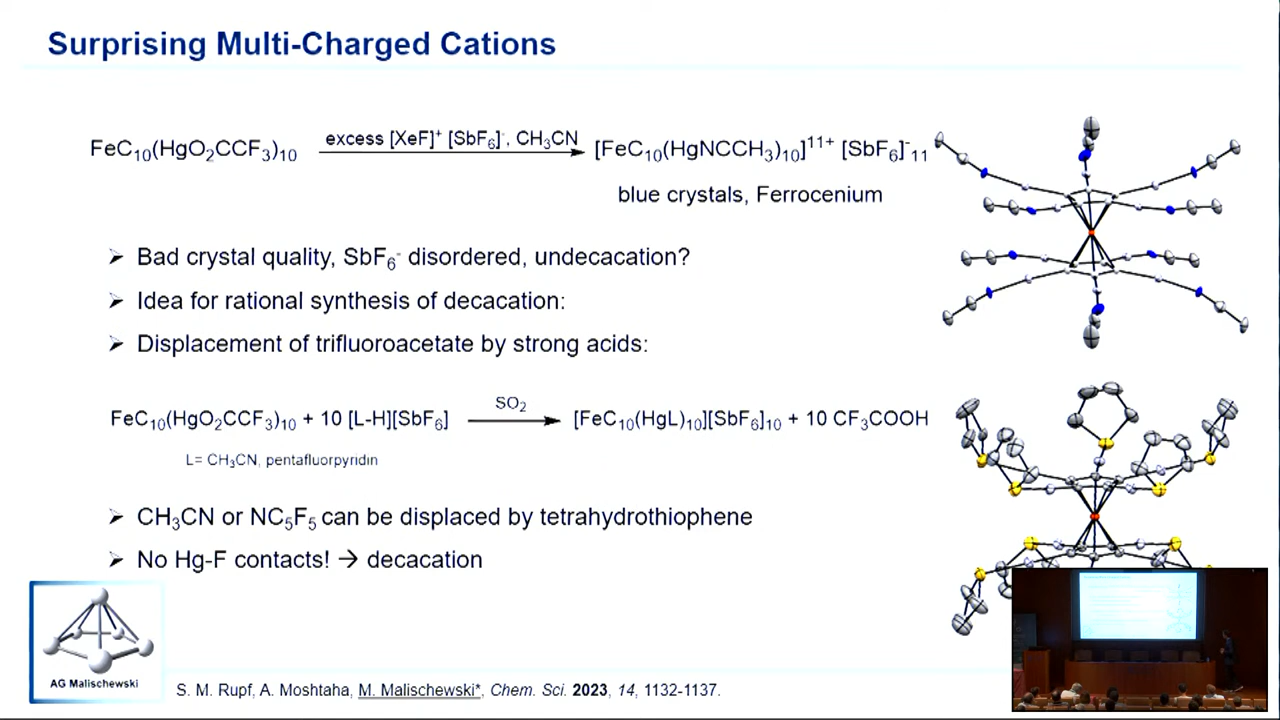 Surprising Multi-Charged Cations
FeC₁₀(HgO₂CCF₃)₁₀ excess [XeF]⁺ [SbF₆]⁻, CH₃CN [FeC₁₀(HgNCCH₃)₁₀]¹¹⁺ [SbF₆]⁻₁₁
blue crystals, Ferrocenium
➢ Bad crystal quality, SbF₆⁻ disordered, undecacation?
➢ Idea for rational synthesis of decacation:
➢ Displacement of trifluoroacetate by strong acids:
FeC₁₀(HgO₂CCF₃)₁₀ + 10 [L-H][SbF₆] SO₂ → [FeC₁₀(HgL)₁₀][SbF₆]₁₀ + 10 CF₃COOH
L= CH₃CN, pentafluorpyridin
➢ CH₃CN or NC₅F₅ can be displaced by tetrahydrothiophene
➢ No Hg-F contacts! → decacation
AG Malischewski
S. M. Rupf, A. Moshtaha, M. Malischewski*, Chem. Sci. 2023, 14, 1132-1137.